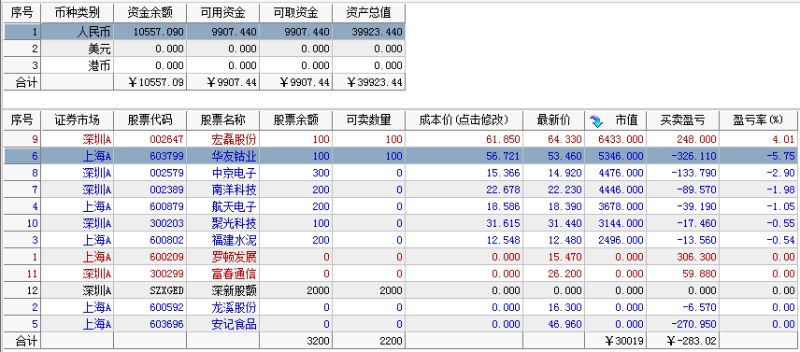 序号 币种类别 资金余额 可用资金 可取资金 资产总值
1 人民币 10557.090 9907.440 9907.440 39923.440
2 美元 0.000 0.000 0.000 0.000
3 港币 0.000 0.000 0.000 0.000
合计 ￥10557.09 ￥9907.44 ￥9907.44 ￥39923.44
序号 证券市场 股票代码 股票名称 股票余额 可卖数量 成本价(点击修改) 最新价 市值 买卖盈亏 盈亏率(%)
9 深圳A 002647 宏磊股份 100 100 61.850 64.330 6433.000 248.000 4.01
6 上海A 603799 华友钴业 100 100 56.721 53.460 5346.000 -326.110 -5.75
8 深圳A 002579 中京电子 300 0 15.366 14.920 4476.000 -133.790 -2.90
7 深圳A 002389 南洋科技 200 0 22.678 22.230 4446.000 -89.570 -1.98
4 上海A 600879 航天电子 200 0 18.586 18.390 3678.000 -39.190 -1.05
10 深圳A 300203 聚光科技 100 0 31.615 31.440 3144.000 -17.460 -0.55
3 上海A 600802 福建水泥 200 0 12.548 12.480 2496.000 -13.560 -0.54
1 上海A 600209 罗顿发展 0 0 0.000 15.470 0.000 306.300 0.00
11 深圳A 300299 富春通信 0 0 0.000 26.200 0.000 59.880 0.00
12 深圳A SZXGED 深新股额 2000 2000 0.000 0.000 0.000 0.000 0.00
2 上海A 600592 龙溪股份 0 0 0.000 16.300 0.000 -6.570 0.00
5 上海A 603696 安记食品 0 0 0.000 46.960 0.000 -270.950 0.00
合计 3200 2200 ￥30019 ￥-283.02